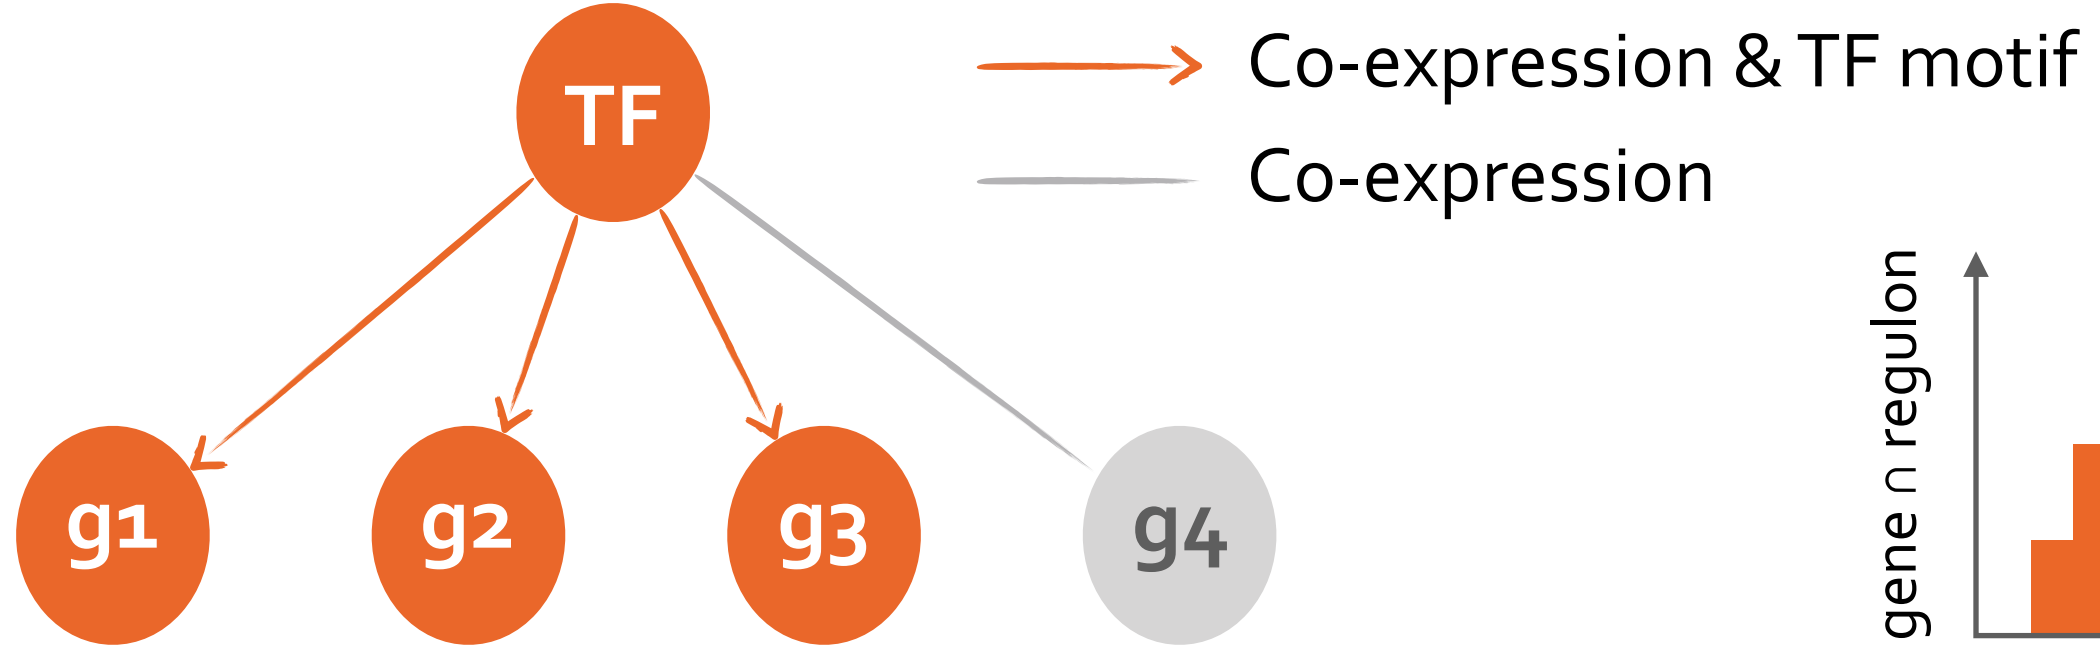 TF
Co-expression & TF motif
Co-expression
g1
g2
g3
g4
gene ∩ regulon